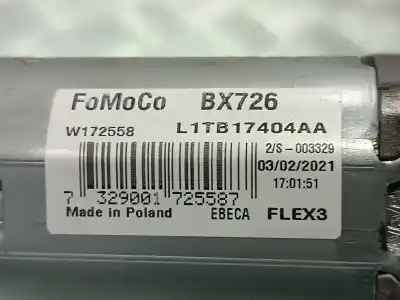 FoMoCo BX726
W172558 L1TB17404AA
2/S - 003329
03/02/2021
17:01:51
7 329001 725587
Made in Poland EBECA FLEX3